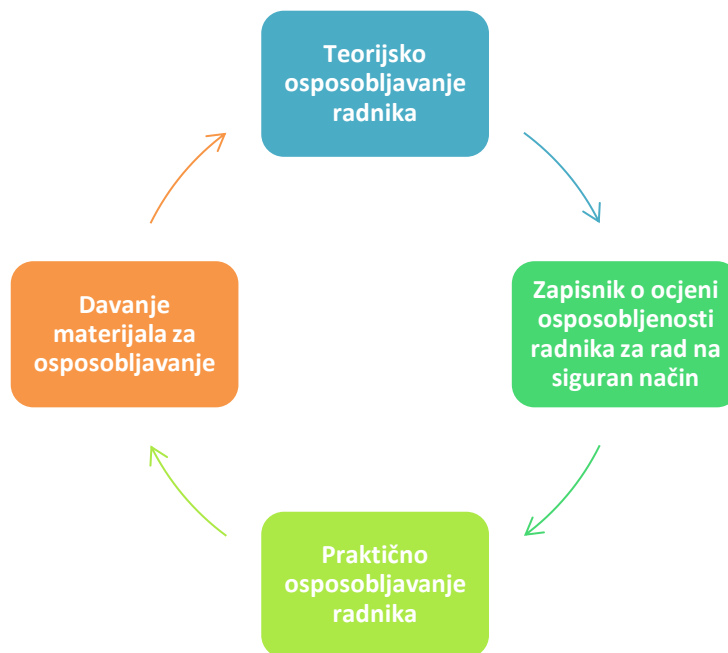 Teorijsko
osposobljavanje
radnika
Zapisnik o ocjeni
osposobljenosti
radnika za rad na
siguran način
Praktično
osposobljavanje
radnika
Davanje
materijala za
osposobljavanje